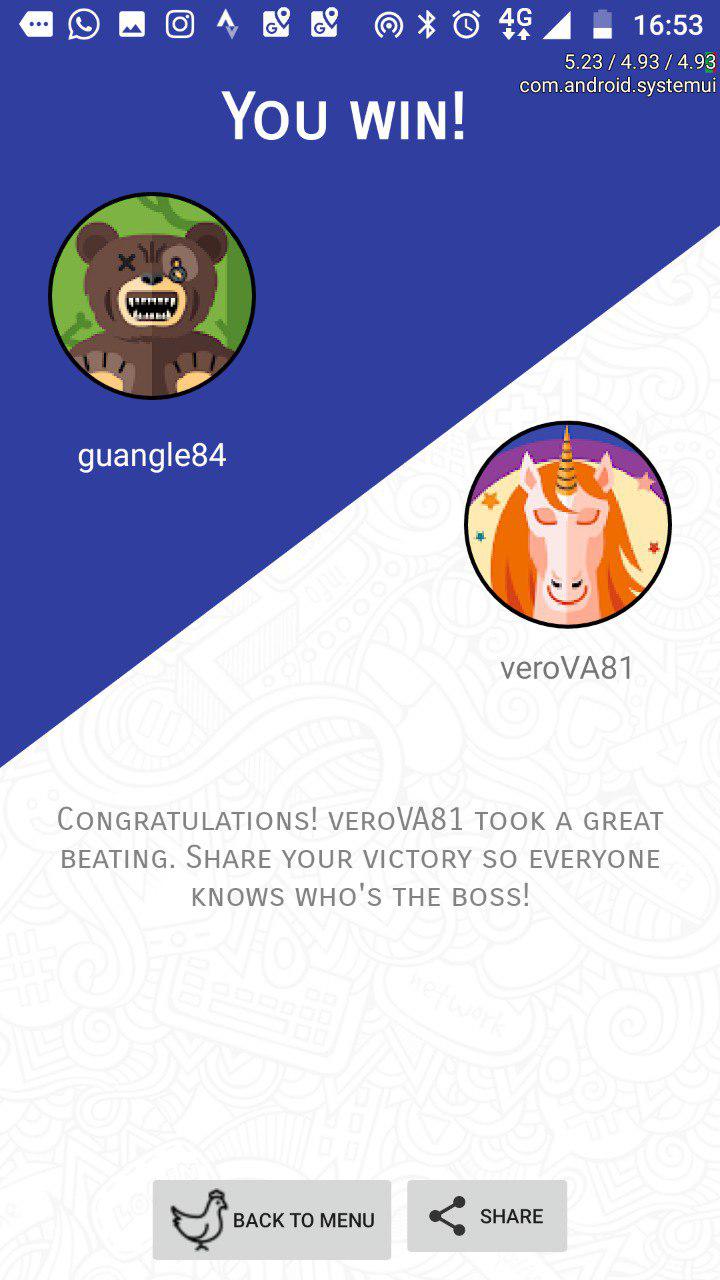 4G
16:53
5.23 / 4.93 / 4.93
com.android.systemui
You win!
guangle84
veroVA81
Congratulations! veroVA81 took a great
beating. Share your victory so everyone
knows who's the boss!
network
BACK TO MENU
SHARE